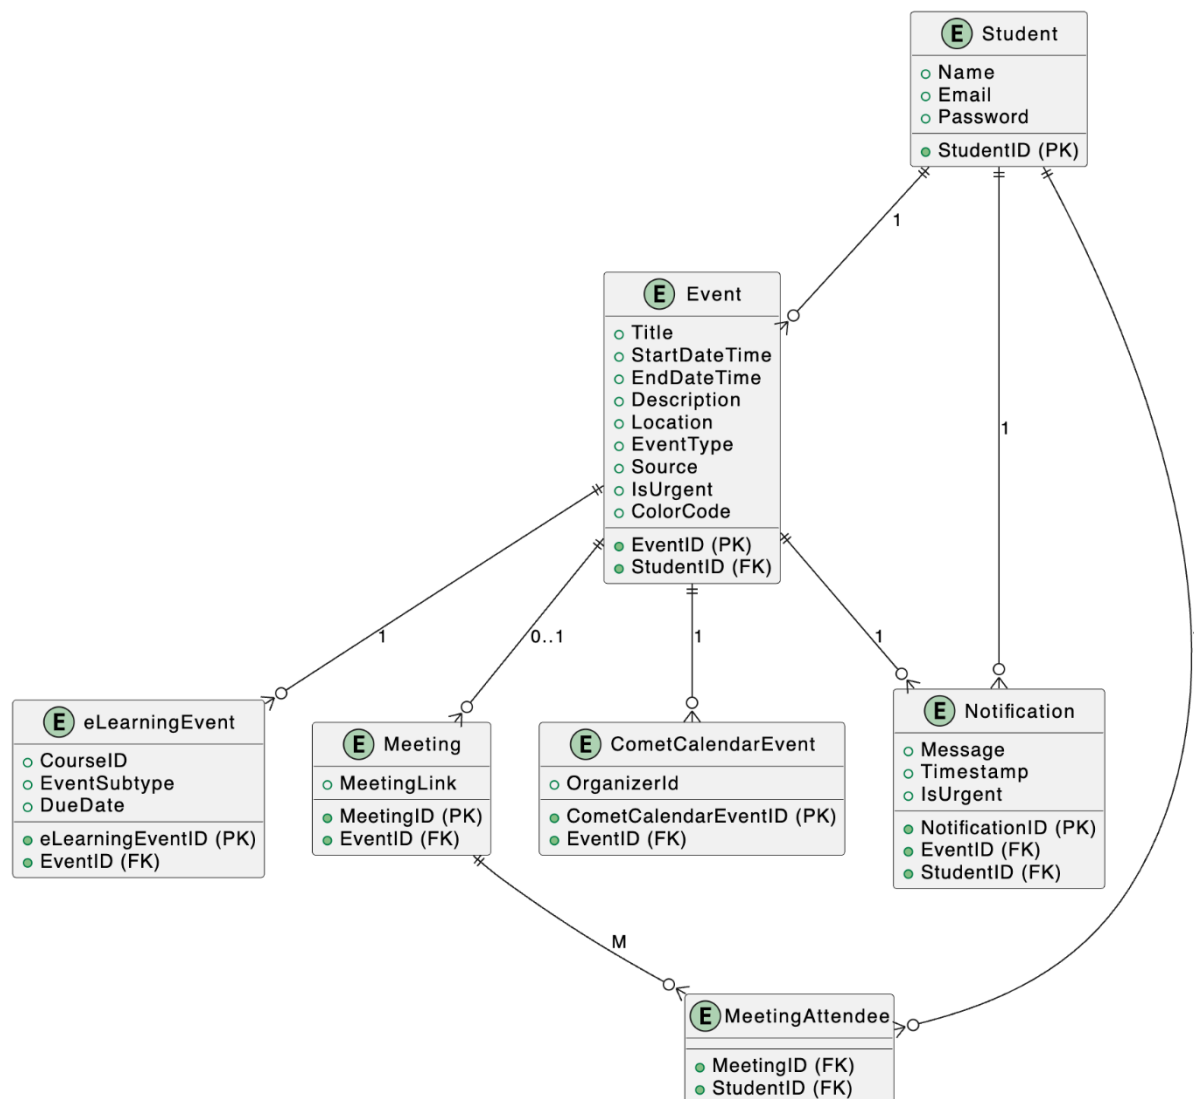 E Student
Name
Email
Password
StudentID (PK)
1
E Event
Title
StartDateTime
EndDateTime
Description
Location
EventType
Source
IsUrgent
ColorCode
EventID (PK)
StudentID (FK)
1
1
0..1
1
1
E eLearningEvent
CourseID
EventSubtype
DueDate
eLearningEventID (PK)
EventID (FK)
E Meeting
MeetingLink
MeetingID (PK)
EventID (FK)
E CometCalendarEvent
OrganizerId
CometCalendarEventID (PK)
EventID (FK)
E Notification
Message
Timestamp
IsUrgent
NotificationID (PK)
EventID (FK)
StudentID (FK)
M
E MeetingAttendee
MeetingID (FK)
StudentID (FK)